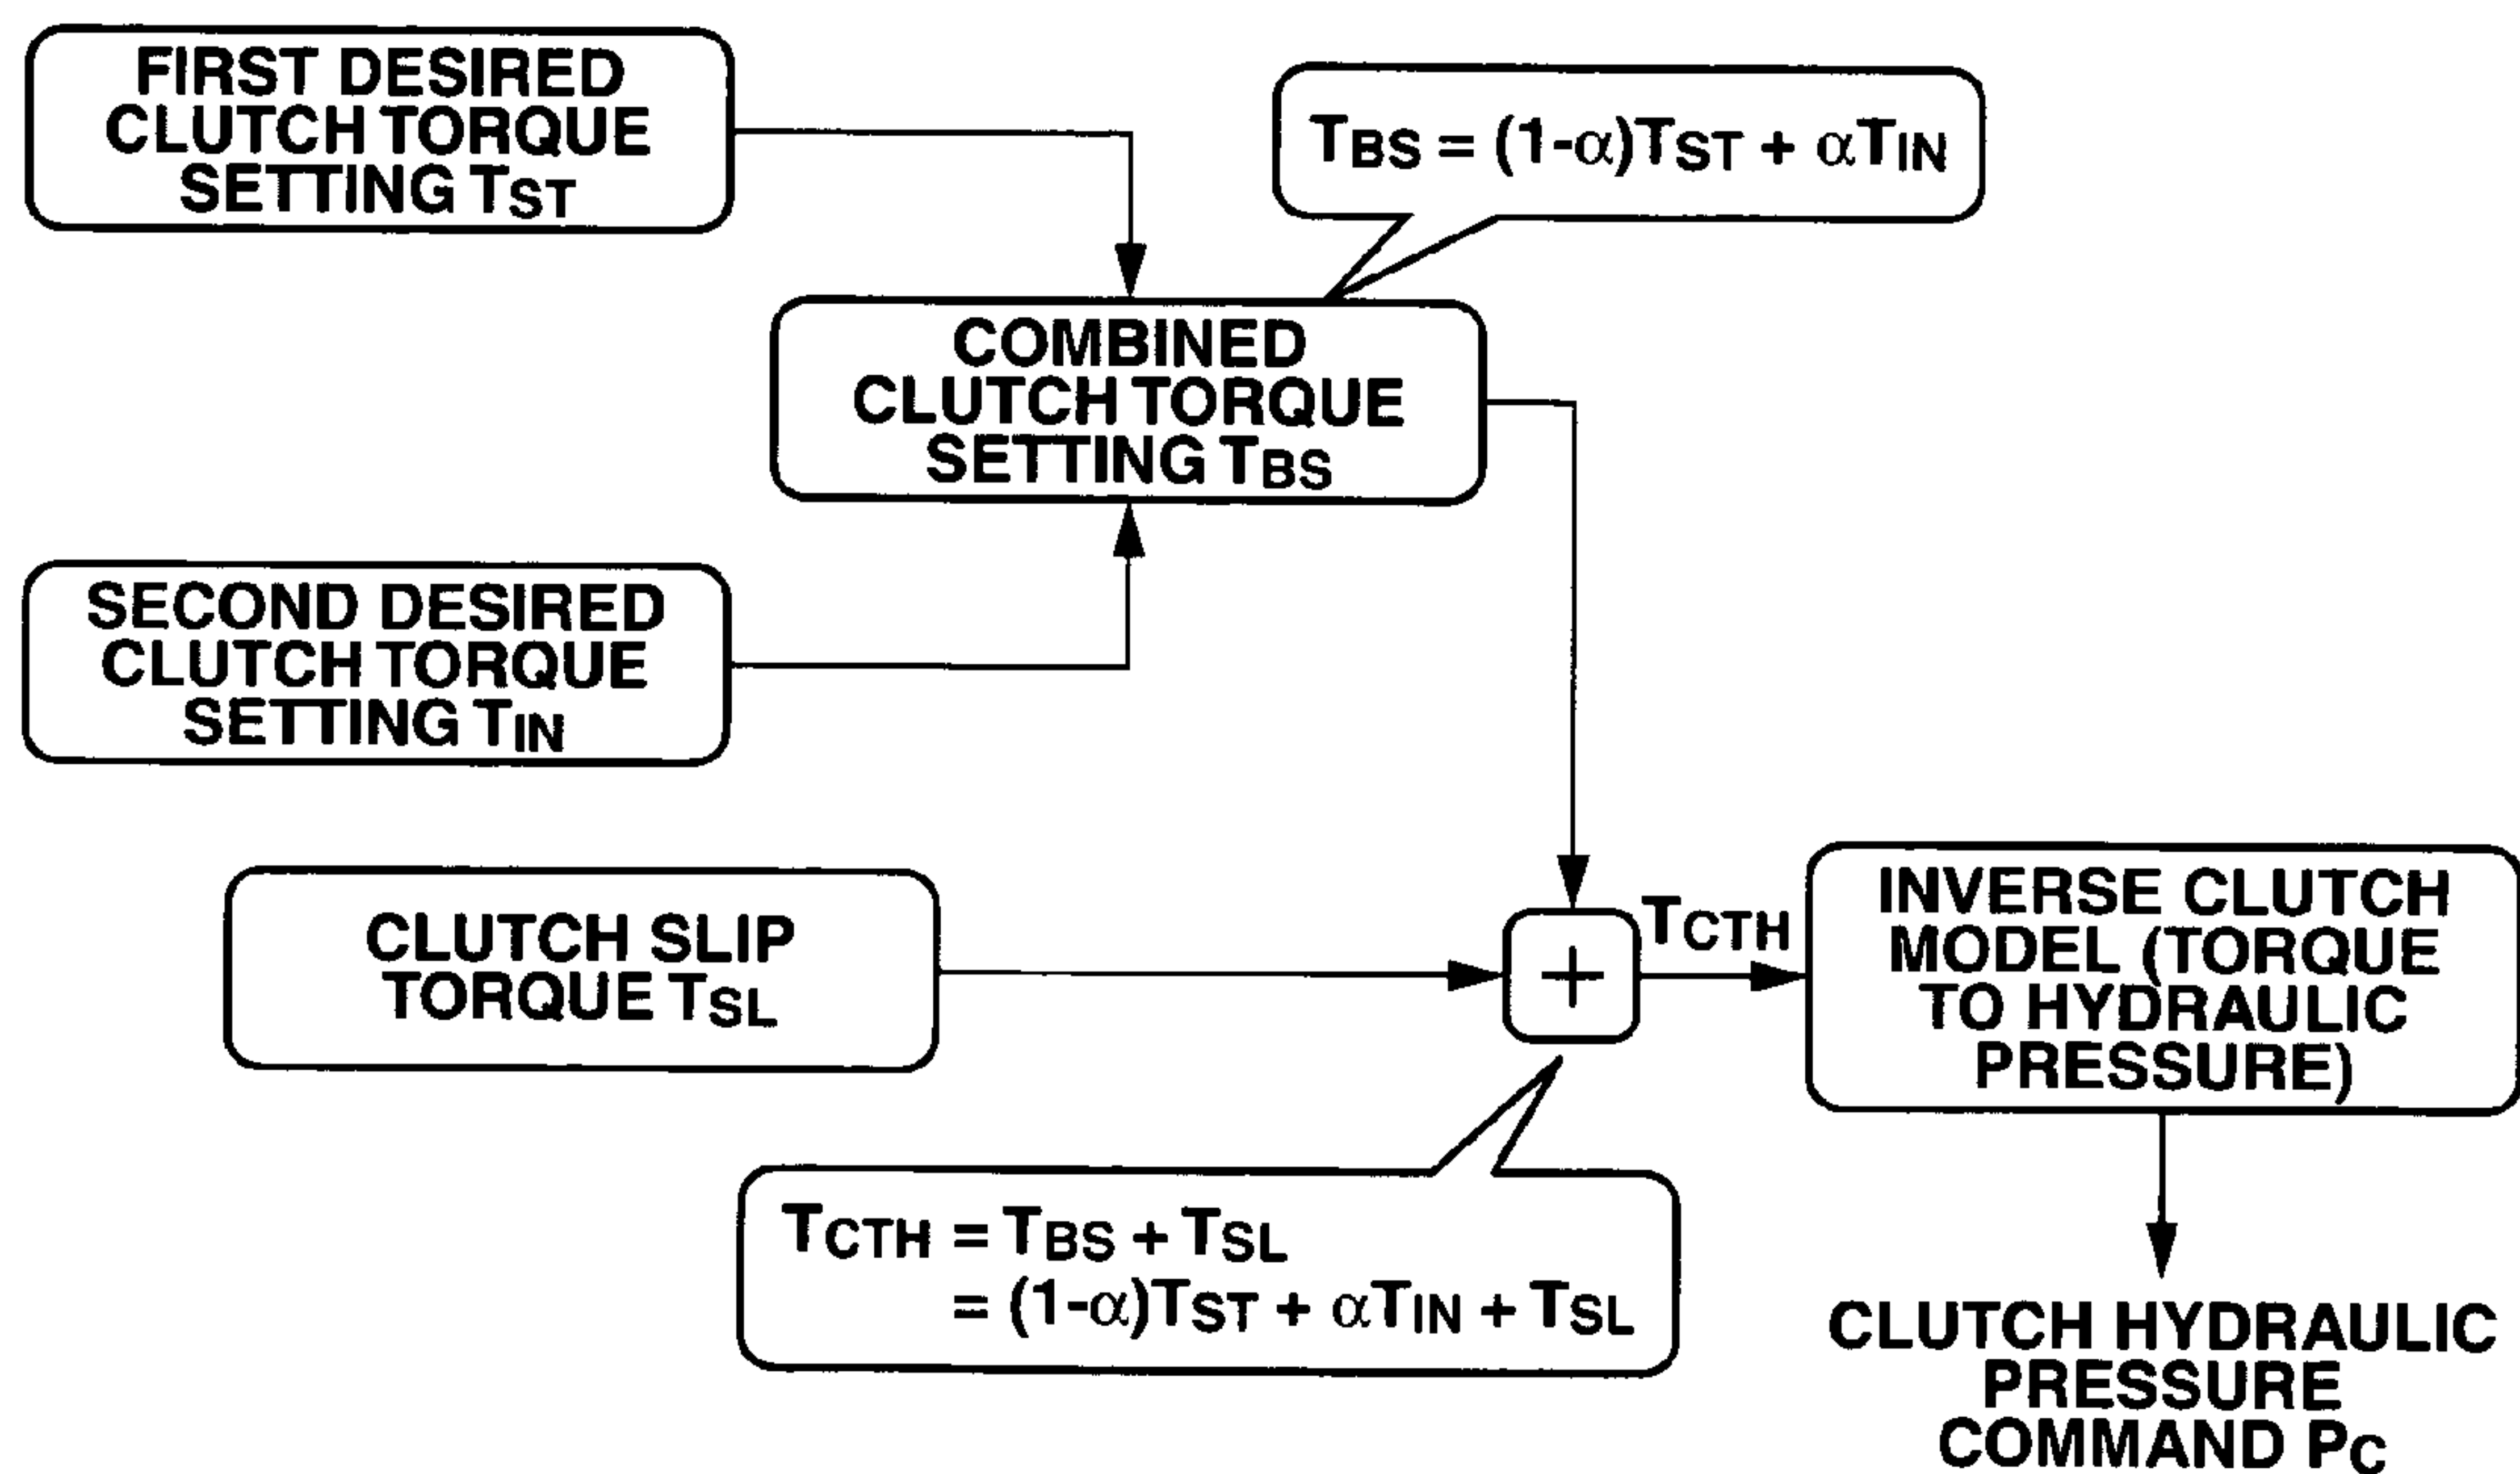 FIRST DESIRED
CLUTCH TORQUE
SETTING TST
TBS = (1-α)TST + αTIN
COMBINED
CLUTCH TORQUE
SETTING TBS
SECOND DESIRED
CLUTCH TORQUE
SETTING TIN
CLUTCH SLIP
TORQUE TSL
+
TCTH
INVERSE CLUTCH
MODEL (TORQUE
TO HYDRAULIC
PRESSURE)
TCTH = TBS + TSL
= (1-α)TST + αTIN + TSL
CLUTCH HYDRAULIC
PRESSURE
COMMAND PC